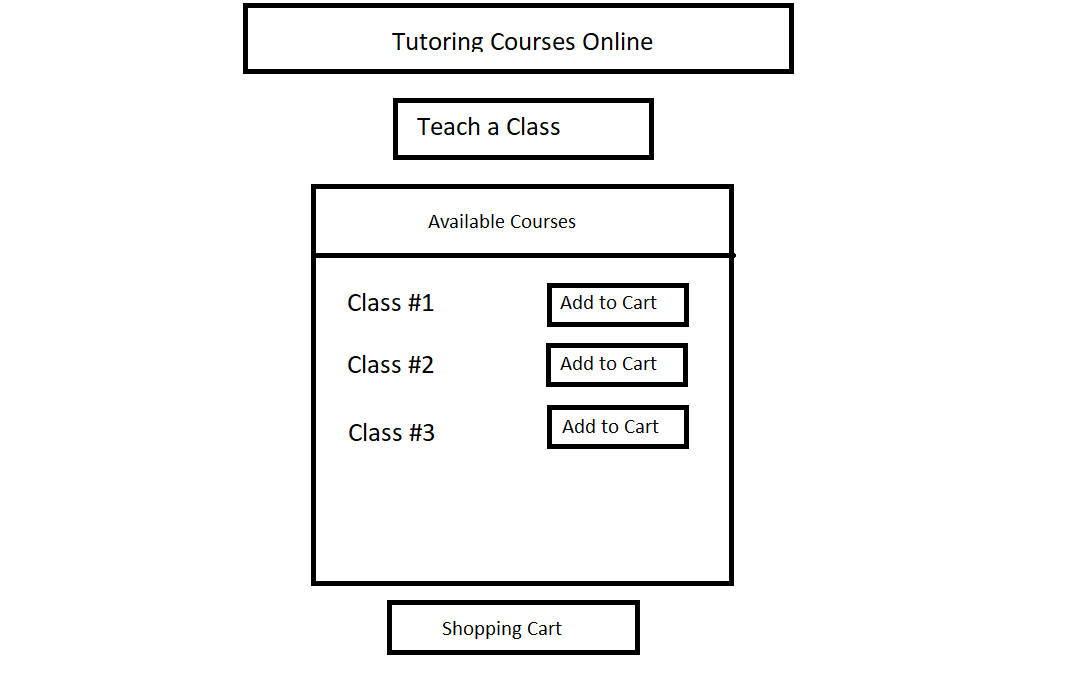 Tutoring Courses Online
Teach a Class
Available Courses
Class #1 Add to Cart
Class #2 Add to Cart
Class #3 Add to Cart
Shopping Cart